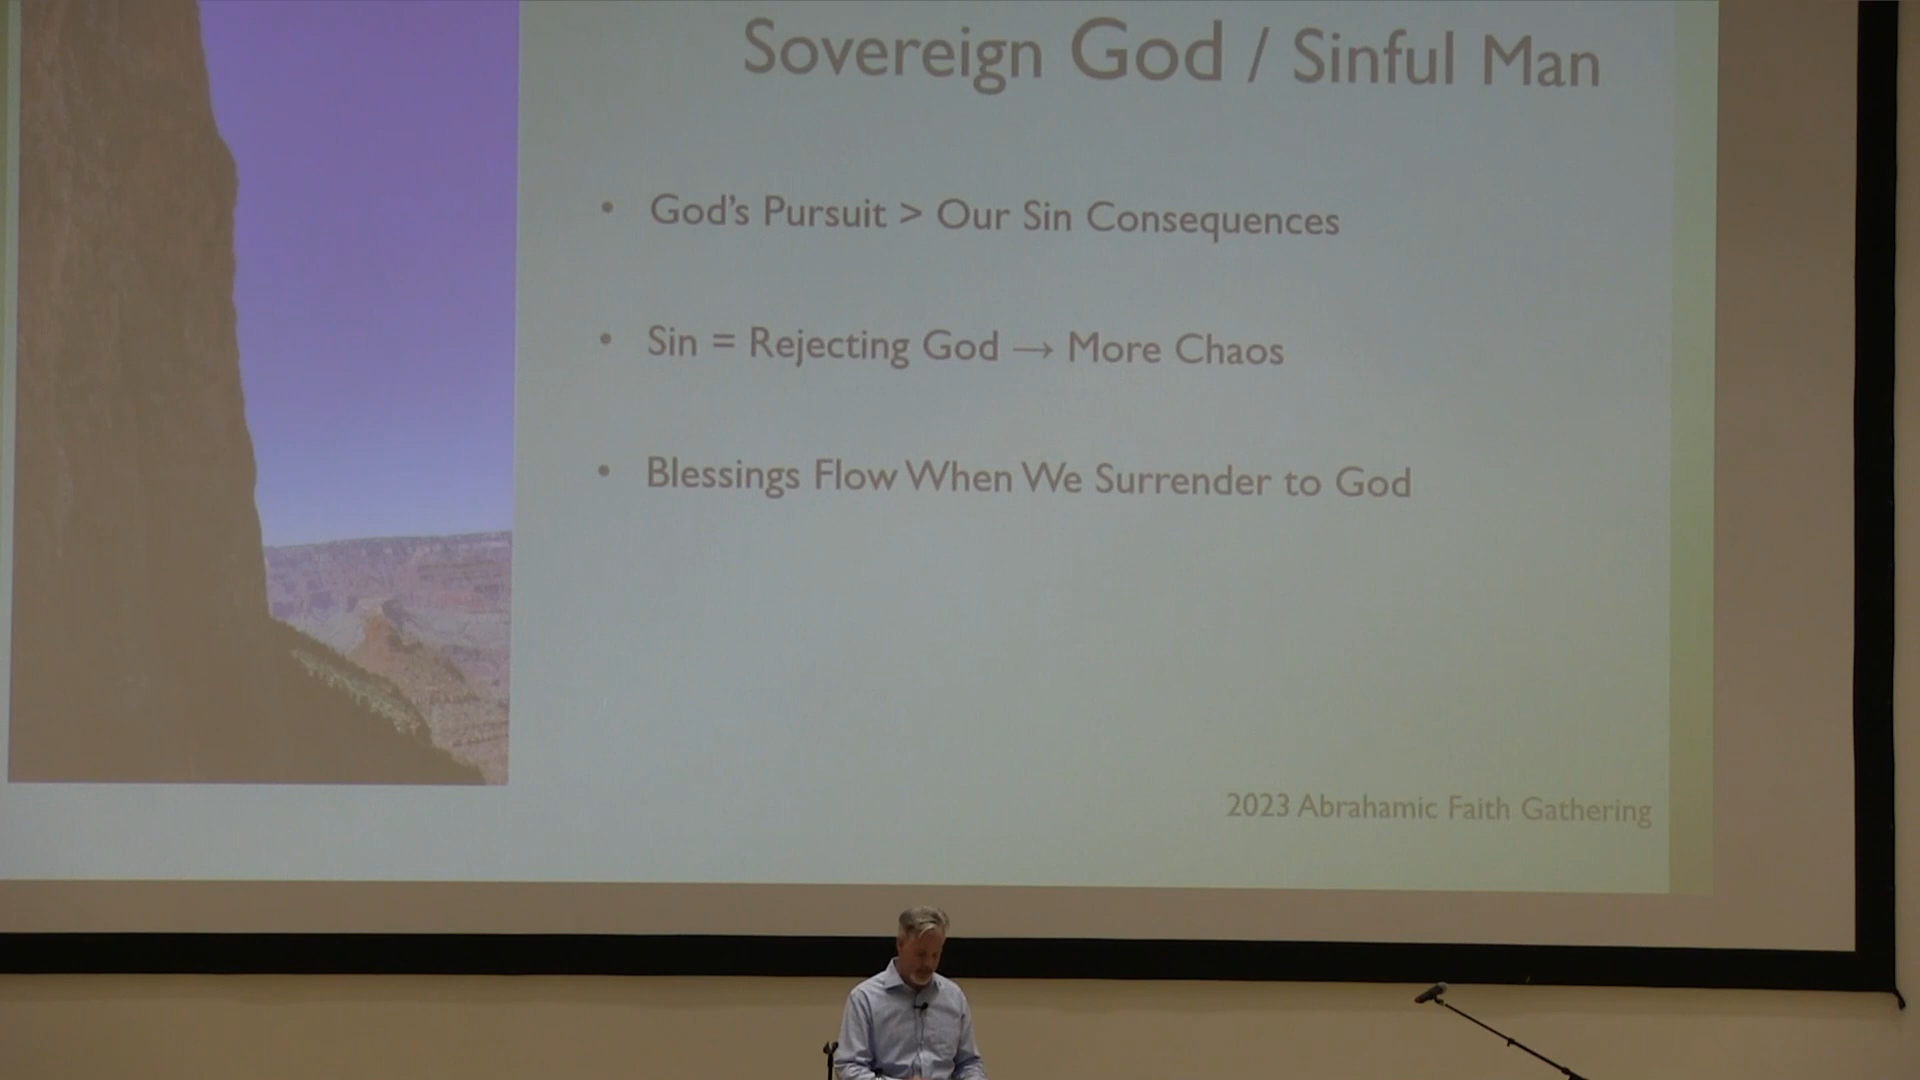 Sovereign God / Sinful Man
• God's Pursuit > Our Sin Consequences
• Sin = Rejecting God → More Chaos
• Blessings Flow When We Surrender to God
2023 Abrahamic Faith Gathering